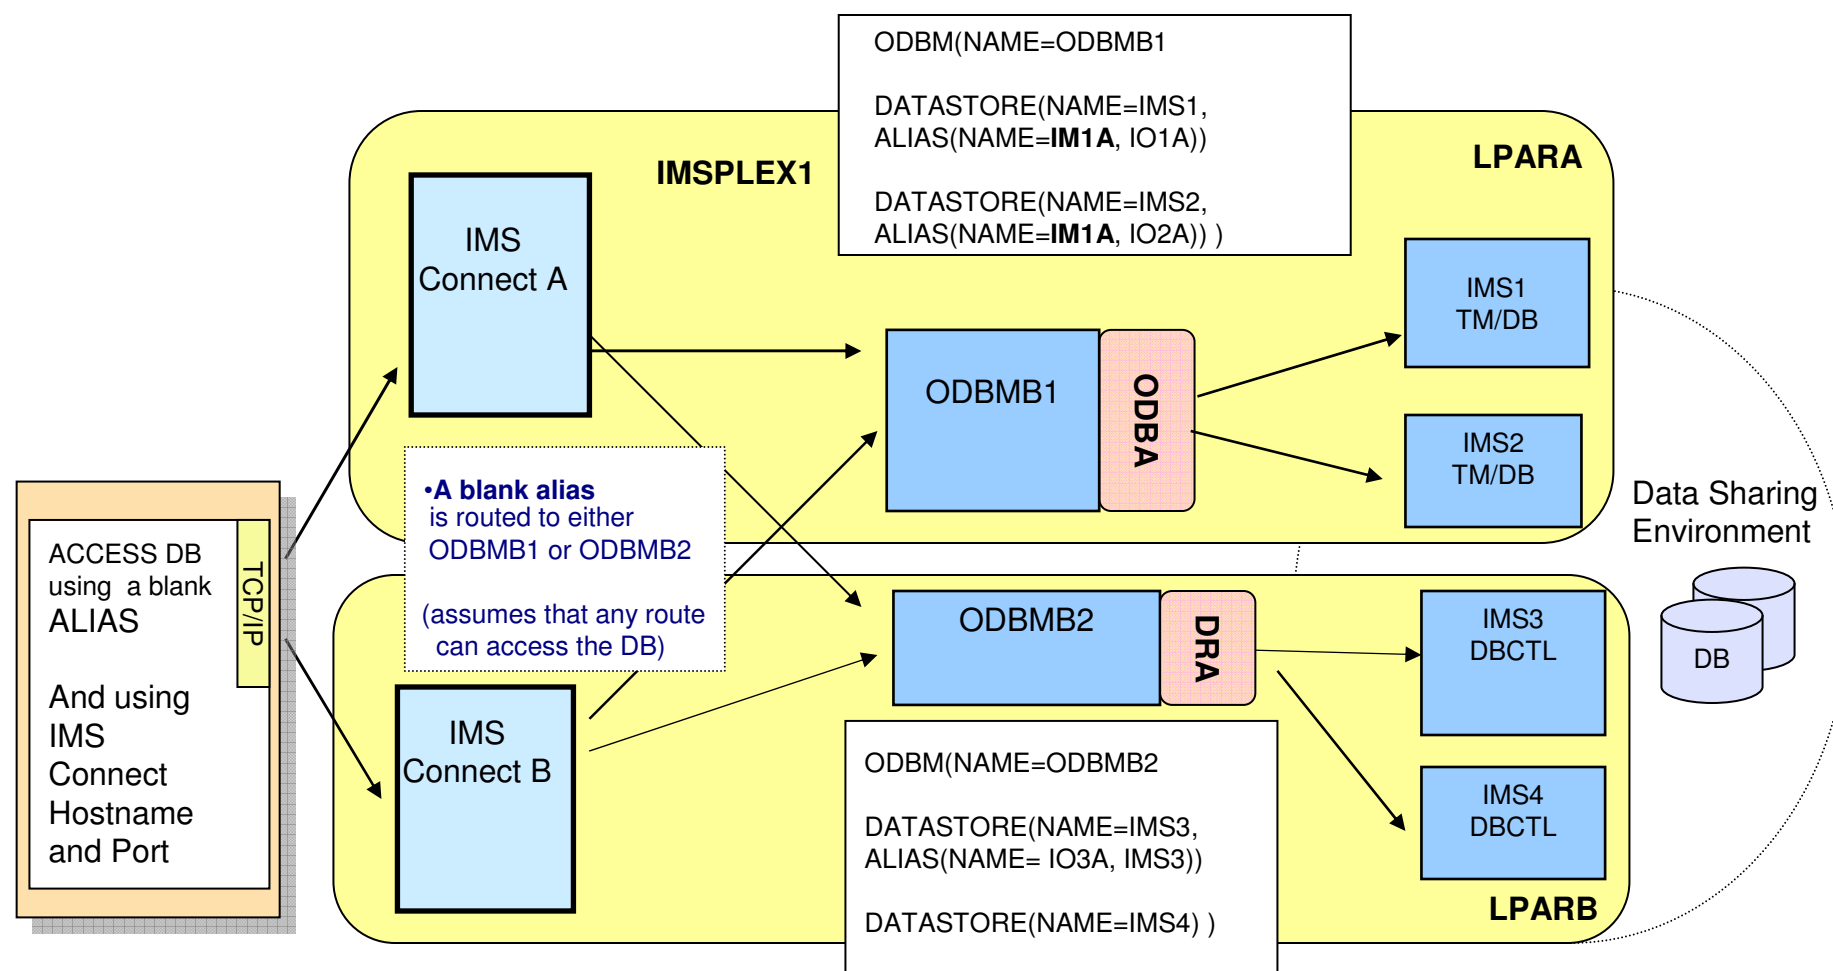 ODBM(NAME=ODBMB1
DATASTORE(NAME=IMS1,
ALIAS(NAME=IM1A, IO1A))
DATASTORE(NAME=IMS2,
ALIAS(NAME=IM1A, IO2A)) )
IMSPLEX1
LPARA
IMS
Connect A
IMS1
TM/DB
ODBMB1
ODBA
IMS2
TM/DB
•A blank alias
is routed to either
ODBMB1 or ODBMB2
(assumes that any route
can access the DB)
Data Sharing
Environment
DB
ACCESS DB
using a blank
ALIAS
And using
IMS
Connect
Hostname
and Port
TCP/IP
ODBMB2
DRA
IMS3
DBCTL
IMS
Connect B
IMS4
DBCTL
ODBM(NAME=ODBMB2
DATASTORE(NAME=IMS3,
ALIAS(NAME= IO3A, IMS3))
DATASTORE(NAME=IMS4) )
LPARB